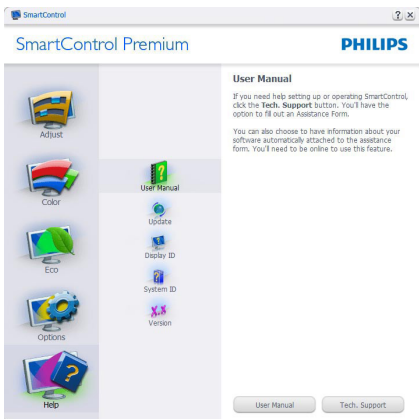 SmartControl
? X
SmartControl Premium
PHILIPS
Adjust
Color
Eco
Options
Help
User Manual
Update
Display ID
System ID
X.X
Version
User Manual
If you need help setting up or operating SmartControl,
click the Tech. Support button. You'll have the
option to fill out an Assistance Form.
You can also choose to have information about your
software automatically attached to the assistance
form. You'll need to be online to use this feature.
User Manual
Tech. Support